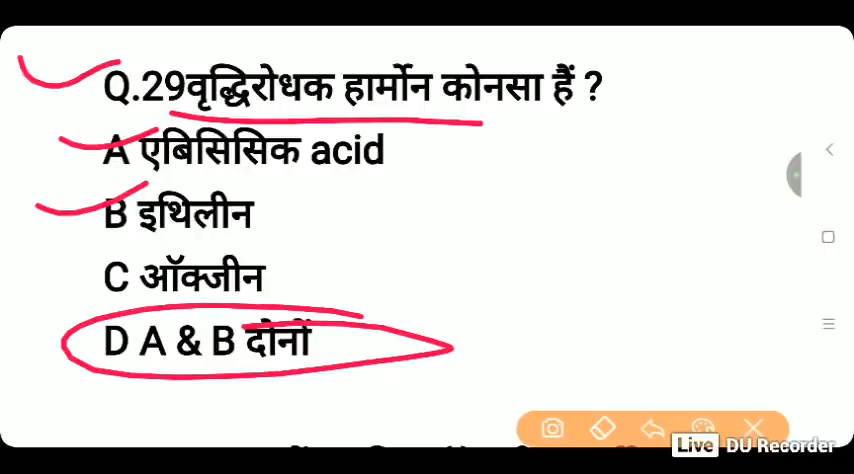 Q.29वृद्धिरोधक हार्मोन कोनसा हैं ?
A एबिसिसिक acid
B इथिलीन
C ऑक्जीन
D A & B दोनों
Live DU Recorder